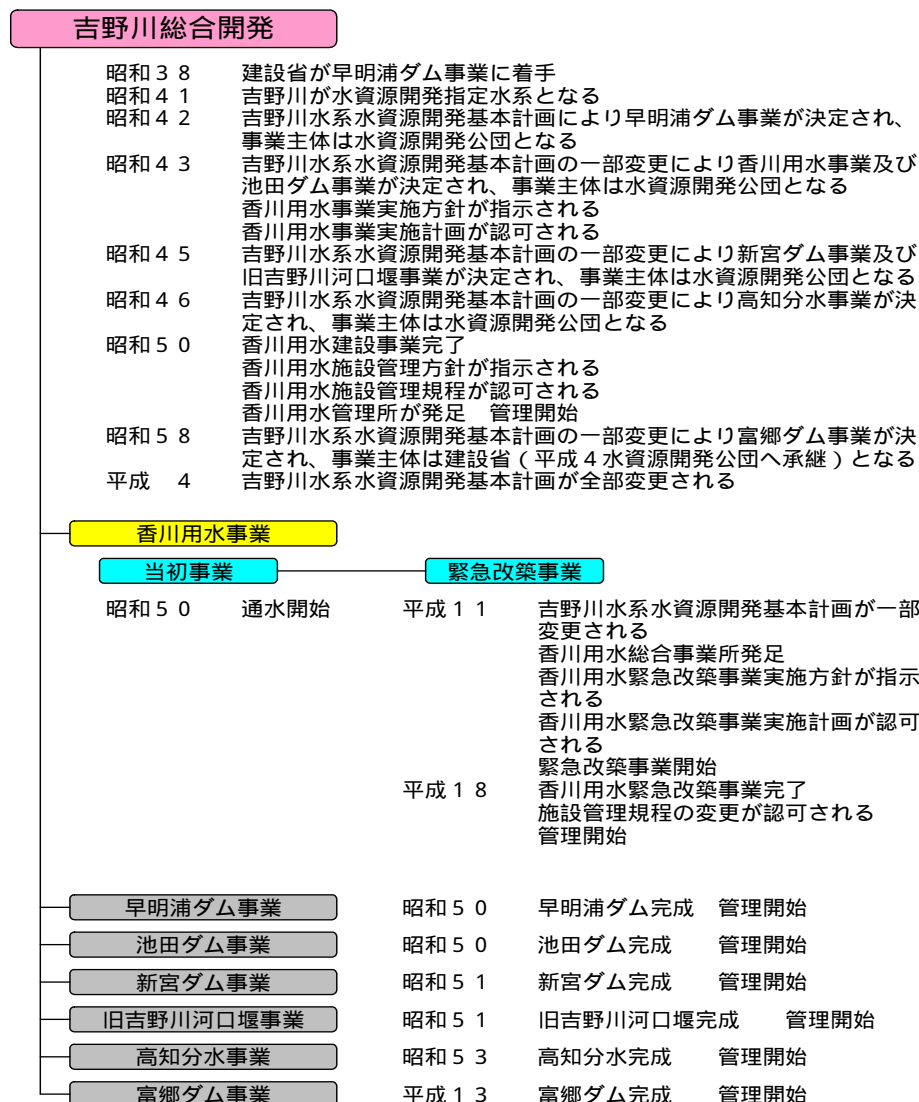 吉野川総合開発
昭和３８　建設省が早明浦ダム事業に着手
昭和４１　吉野川が水資源開発指定水系となる
昭和４２　吉野川水系水資源開発基本計画により早明浦ダム事業が決定され、
事業主体は水資源開発公団となる
昭和４３　吉野川水系水資源開発基本計画の一部変更により香川用水事業及び
池田ダム事業が決定され、事業主体は水資源開発公団となる
香川用水事業実施方針が指示される
香川用水事業実施計画が認可される
昭和４５　吉野川水系水資源開発基本計画の一部変更により新宮ダム事業及び
旧吉野川河口堰事業が決定され、事業主体は水資源開発公団となる
昭和４６　吉野川水系水資源開発基本計画の一部変更により高知分水事業が決
定され、事業主体は水資源開発公団となる
昭和５０　香川用水建設事業完了
香川用水施設管理方針が指示される
香川用水施設管理規程が認可される
香川用水管理所が発足　管理開始
昭和５８　吉野川水系水資源開発基本計画の一部変更により富郷ダム事業が決
定され、事業主体は建設省（平成４水資源開発公団へ承継）となる
平成　４　吉野川水系水資源開発基本計画が全部変更される
香川用水事業
当初事業　緊急改築事業
昭和５０　通水開始　平成１１　吉野川水系水資源開発基本計画が一部
変更される
香川用水総合事業所発足
香川用水緊急改築事業実施方針が指示
される
香川用水緊急改築事業実施計画が認可
される
緊急改築事業開始
平成１８　香川用水緊急改築事業完了
施設管理規程の変更が認可される
管理開始
早明浦ダム事業　昭和５０　早明浦ダム完成　管理開始
池田ダム事業　昭和５０　池田ダム完成　管理開始
新宮ダム事業　昭和５１　新宮ダム完成　管理開始
旧吉野川河口堰事業　昭和５１　旧吉野川河口堰完成　管理開始
高知分水事業　昭和５３　高知分水完成　管理開始
富郷ダム事業　平成１３　富郷ダム完成　管理開始